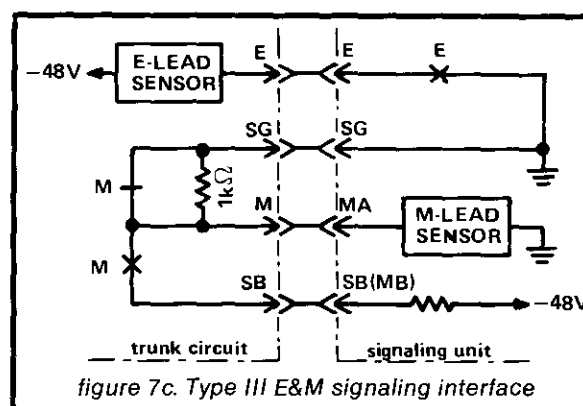 E E E
−48V E-LEAD SENSOR
SG SG
M 1kΩ
M MA M-LEAD SENSOR
M
SB SB(MB) −48V
trunk circuit signaling unit
figure 7c. Type III E&M signaling interface